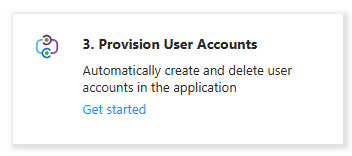 3. Provision User Accounts
Automatically create and delete user
accounts in the application
Get started